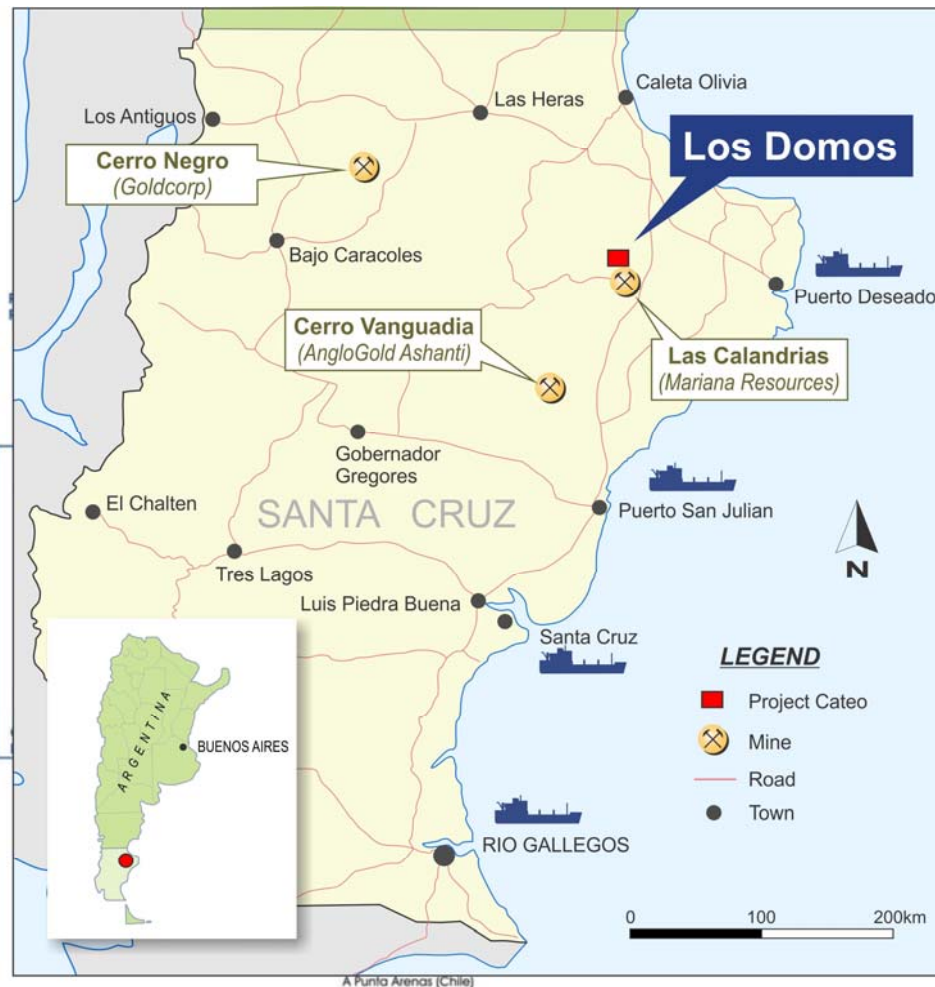 Caleta Olivia
Las Heras
Los Antiguos
Los Domos
Cerro Negro
(Goldcorp)
Bajo Caracoles
Puerto Deseado
Cerro Vanguadia
(AngloGold Ashanti)
Las Calandrias
(Mariana Resources)
Gobernador
Gregores
El Chalten
SANTA CRUZ
Puerto San Julian
N
Tres Lagos
Luis Piedra Buena
Santa Cruz
LEGEND
Project Cateo
Mine
Road
Town
ARGENTINA
BUENOS AIRES
RIO GALLEGOS
0 100 200km
A Punta Arenas (Chile)